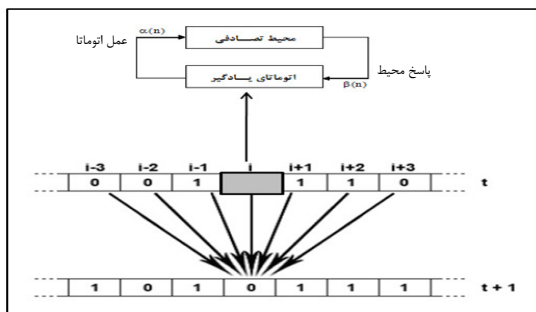 محیط تصادفی
α(n)
عمل اتوماتا
اتوماتای یادگیر
β(n)
پاسخ محیط
i-3 i-2 i-1 i i+1 i+2 i+3
0 0 1 1 1 0 t
1 0 1 0 1 1 1 t + 1